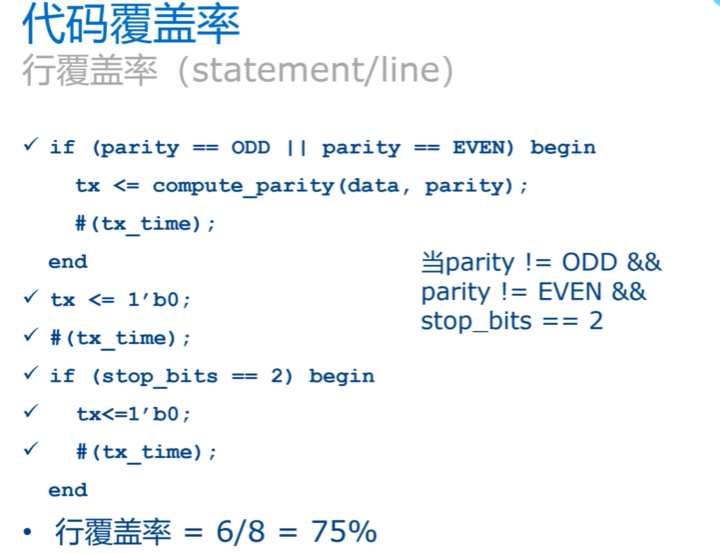 代码覆盖率
行覆盖率 (statement/line)
✓ if (parity == ODD || parity == EVEN) begin
tx <= compute_parity(data, parity);
#(tx_time);
end
✓ tx <= 1’b0;
✓ #(tx_time);
✓ if (stop_bits == 2) begin
✓ tx<=1’b0;
✓ #(tx_time);
end
当parity != ODD &&
parity != EVEN &&
stop_bits == 2
• 行覆盖率 = 6/8 = 75%